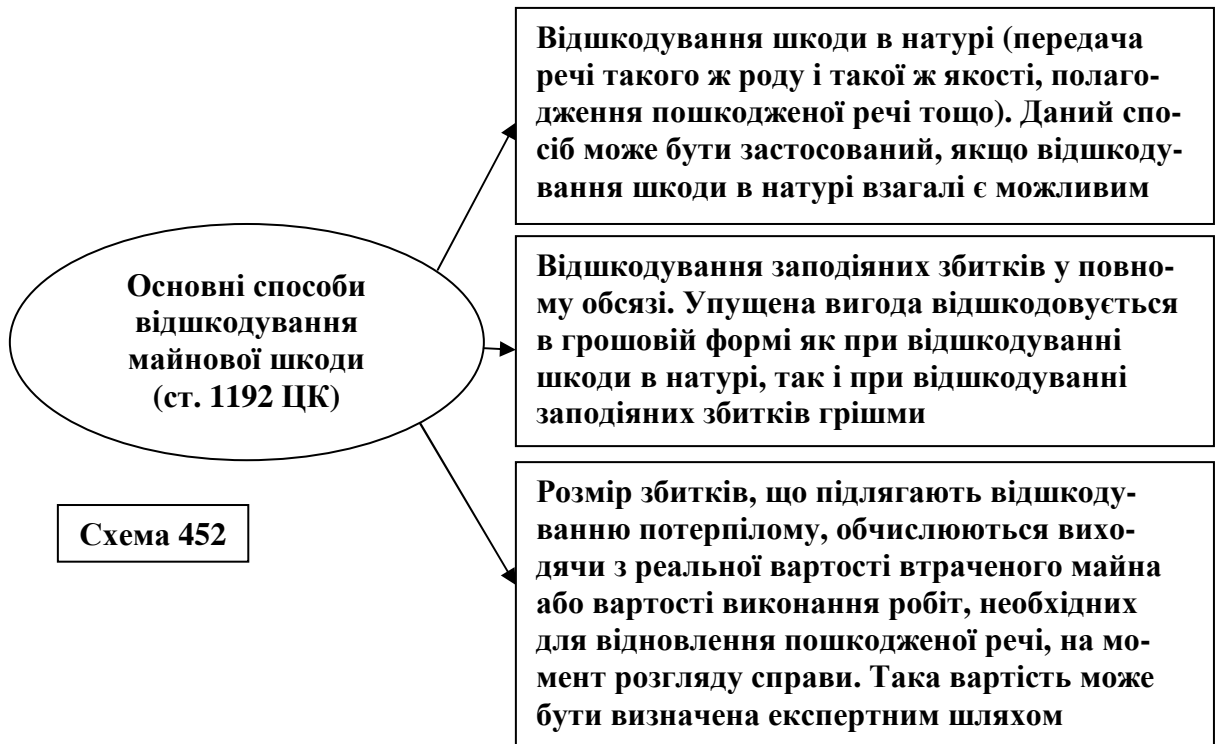 Відшкодування шкоди в натурі (передача
речі такого ж роду і такої ж якості, полаго-
дження пошкодженої речі тощо). Даний спо-
сіб може бути застосований, якщо відшкоду-
вання шкоди в натурі взагалі є можливим
Основні способи
відшкодування
майнової шкоди
(ст. 1192 ЦК)
Відшкодування заподіяних збитків у повно-
му обсязі. Упущена вигода відшкодовується
в грошовій формі як при відшкодуванні
шкоди в натурі, так і при відшкодуванні
заподіяних збитків грішми
Схема 452
Розмір збитків, що підлягають відшкоду-
ванню потерпілому, обчислюються вихо-
дячи з реальної вартості втраченого майна
або вартості виконання робіт, необхідних
для відновлення пошкодженої речі, на мо-
мент розгляду справи. Така вартість може
бути визначена експертним шляхом